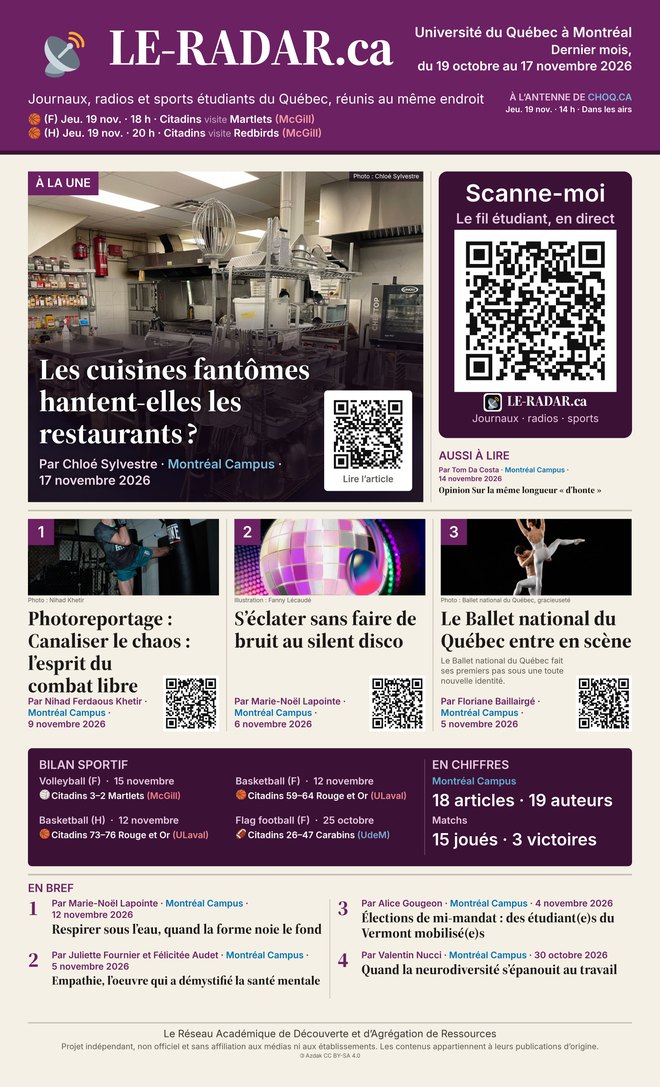 LE-RADAR.ca
Université du Québec à Montréal
Dernier mois,
du 19 octobre au 17 novembre 2026
Journaux, radios et sports étudiants du Québec, réunis au même endroit
(F) Jeu. 19 nov. · 18 h · Citadins visite Martlets (McGill)
(H) Jeu. 19 nov. · 20 h · Citadins visite Redbirds (McGill)
À L'ANTENNE DE CHOQ.CA
Jeu. 19 nov. · 14 h · Dans les airs
À LA UNE
Photo : Chloé Sylvestre
Les cuisines fantômes
hantent-elles les
restaurants ?
Par Chloé Sylvestre · Montréal Campus ·
17 novembre 2026
Lire l'article
Scanne-moi
Le fil étudiant, en direct
LE-RADAR.ca
Journaux · radios · sports
AUSSI À LIRE
Par Tom Da Costa · Montréal Campus ·
14 novembre 2026
Opinion Sur la même longueur « d'honte »
1
Photo : Nihad Khetir
Photoreportage :
Canaliser le chaos :
l'esprit du
combat libre
Par Nihad Ferdaous Khetir ·
Montréal Campus ·
9 novembre 2026
2
Illustration : Fanny Lécaudé
S'éclater sans faire de
bruit au silent disco
Par Marie-Noël Lapointe ·
Montréal Campus ·
6 novembre 2026
3
Photo : Ballet national du Québec, gracieuseté
Le Ballet national du
Québec entre en scène
Le Ballet national du Québec fait
ses premiers pas sous une toute
nouvelle identité.
Par Floriane Baillairgé ·
Montréal Campus ·
5 novembre 2026
BILAN SPORTIF
Volleyball (F) · 15 novembre
Citadins 3–2 Martlets (McGill)
Basketball (F) · 12 novembre
Citadins 59–64 Rouge et Or (ULaval)
Basketball (H) · 12 novembre
Citadins 73–76 Rouge et Or (ULaval)
Flag football (F) · 25 octobre
Citadins 26–47 Carabins (UdeM)
EN CHIFFRES
Montréal Campus
18 articles · 19 auteurs
Matchs
15 joués · 3 victoires
EN BREF
1
Par Marie-Noël Lapointe · Montréal Campus ·
12 novembre 2026
Respirer sous l'eau, quand la forme noie le fond
2
Par Juliette Fournier et Félicitée Audet · Montréal Campus ·
5 novembre 2026
Empathie, l'oeuvre qui a démystifié la santé mentale
3
Par Alice Gougeon · Montréal Campus · 4 novembre 2026
Élections de mi-mandat : des étudiant(e)s du
Vermont mobilisé(e)s
4
Par Valentin Nucci · Montréal Campus · 30 octobre 2026
Quand la neurodiversité s'épanouit au travail
Le Réseau Académique de Découverte et d'Agrégation de Ressources
Projet indépendant, non officiel et sans affiliation aux médias ni aux établissements. Les contenus appartiennent à leurs publications d'origine.
© Azdak CC BY-SA 4.0